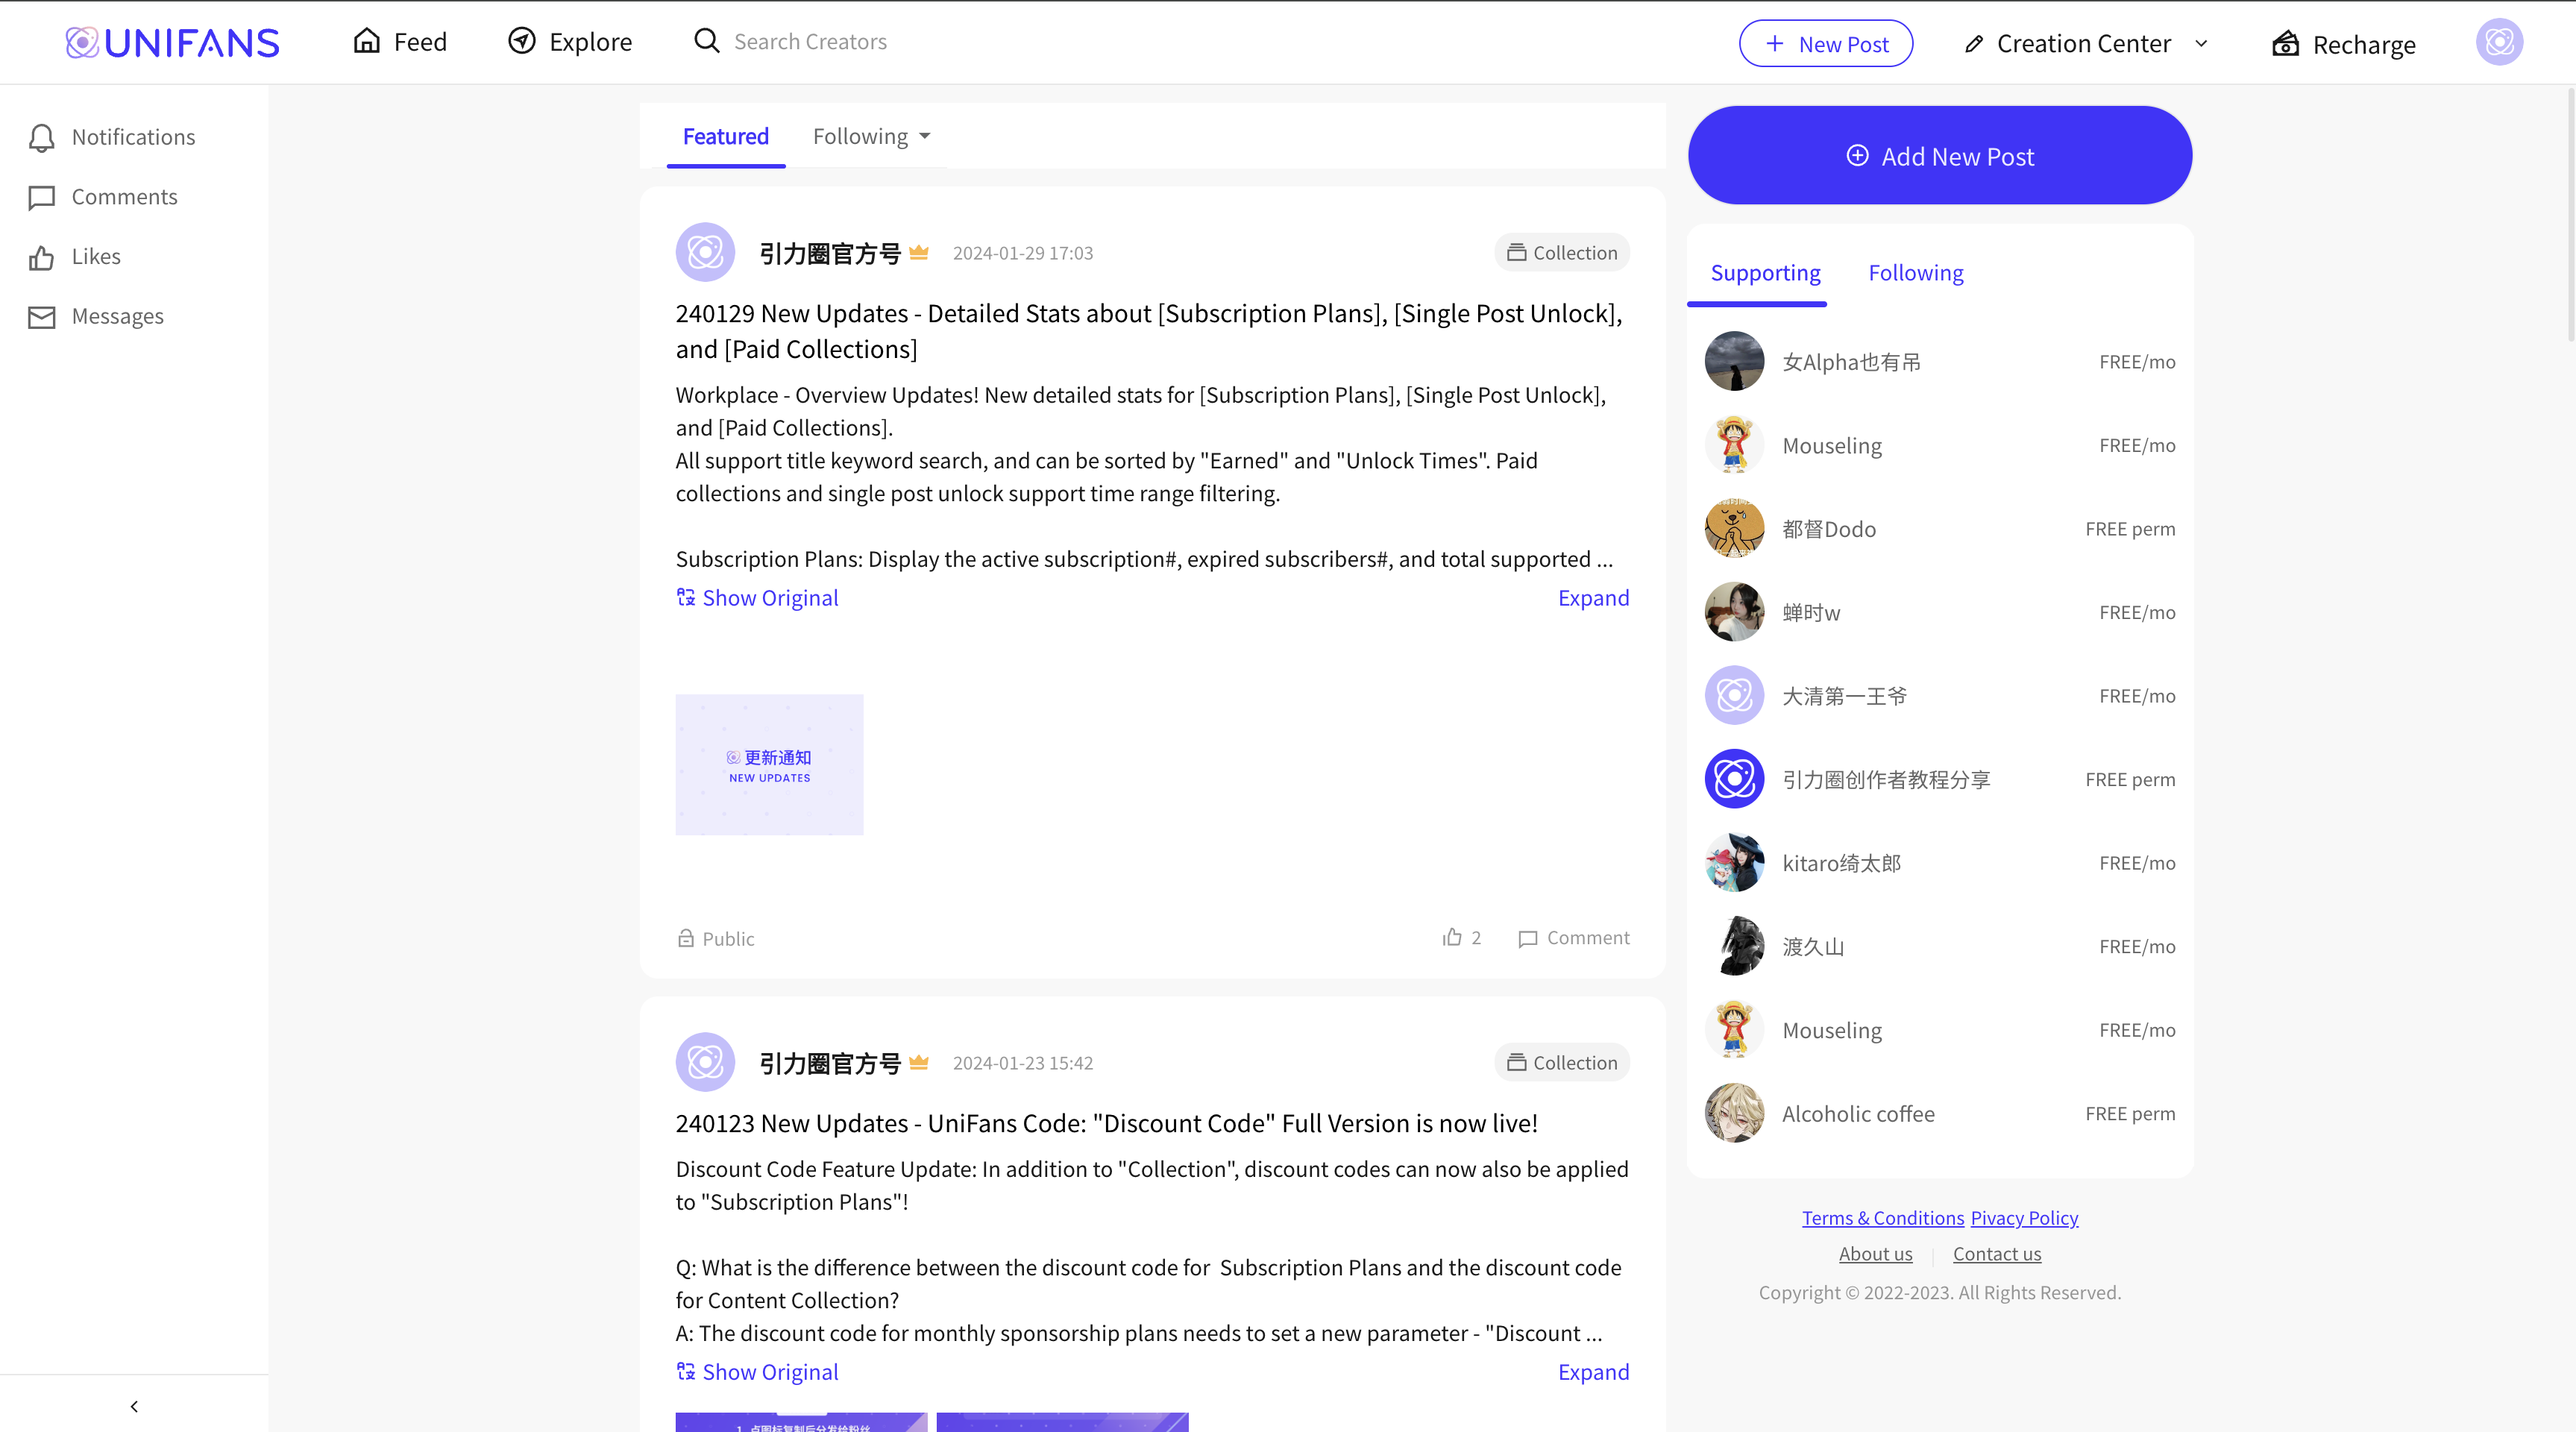 UNIFANS
Feed
Explore
Search Creators
New Post
Creation Center
Recharge
Notifications
Comments
Likes
Messages
Featured
Following
引力圈官方号
2024-01-29 17:03
Collection
240129 New Updates - Detailed Stats about [Subscription Plans], [Single Post Unlock],
and [Paid Collections]
Workplace - Overview Updates! New detailed stats for [Subscription Plans], [Single Post Unlock],
and [Paid Collections].
All support title keyword search, and can be sorted by "Earned" and "Unlock Times". Paid
collections and single post unlock support time range filtering.
Subscription Plans: Display the active subscription#, expired subscribers#, and total supported ...
Show Original
Expand
更新通知
NEW UPDATES
Public
2
Comment
引力圈官方号
2024-01-23 15:42
Collection
240123 New Updates - UniFans Code: "Discount Code" Full Version is now live!
Discount Code Feature Update: In addition to "Collection", discount codes can now also be applied
to "Subscription Plans"!
Q: What is the difference between the discount code for  Subscription Plans and the discount code
for Content Collection?
A: The discount code for monthly sponsorship plans needs to set a new parameter - "Discount ...
Show Original
Expand
1. 点图标复制后分发给粉丝
Add New Post
Supporting
Following
女Alpha也有吊
FREE/mo
Mouseling
FREE/mo
都督Dodo
FREE perm
蝉时w
FREE/mo
大清第一王爷
FREE/mo
引力圈创作者教程分享
FREE perm
kitaro绮太郎
FREE/mo
渡久山
FREE/mo
Mouseling
FREE/mo
Alcoholic coffee
FREE perm
Terms & Conditions Pivacy Policy
About us
Contact us
Copyright © 2022-2023. All Rights Reserved.